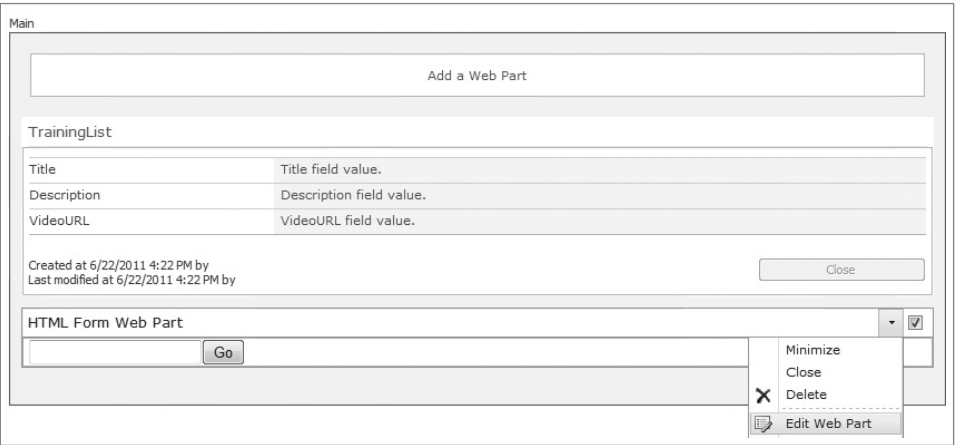 Main
Add a Web Part
TrainingList
Title Title field value.
Description Description field value.
VideoURL VideoURL field value.
Created at 6/22/2011 4:22 PM by
Last modified at 6/22/2011 4:22 PM by
Close
HTML Form Web Part
Go
Minimize
Close
Delete
Edit Web Part